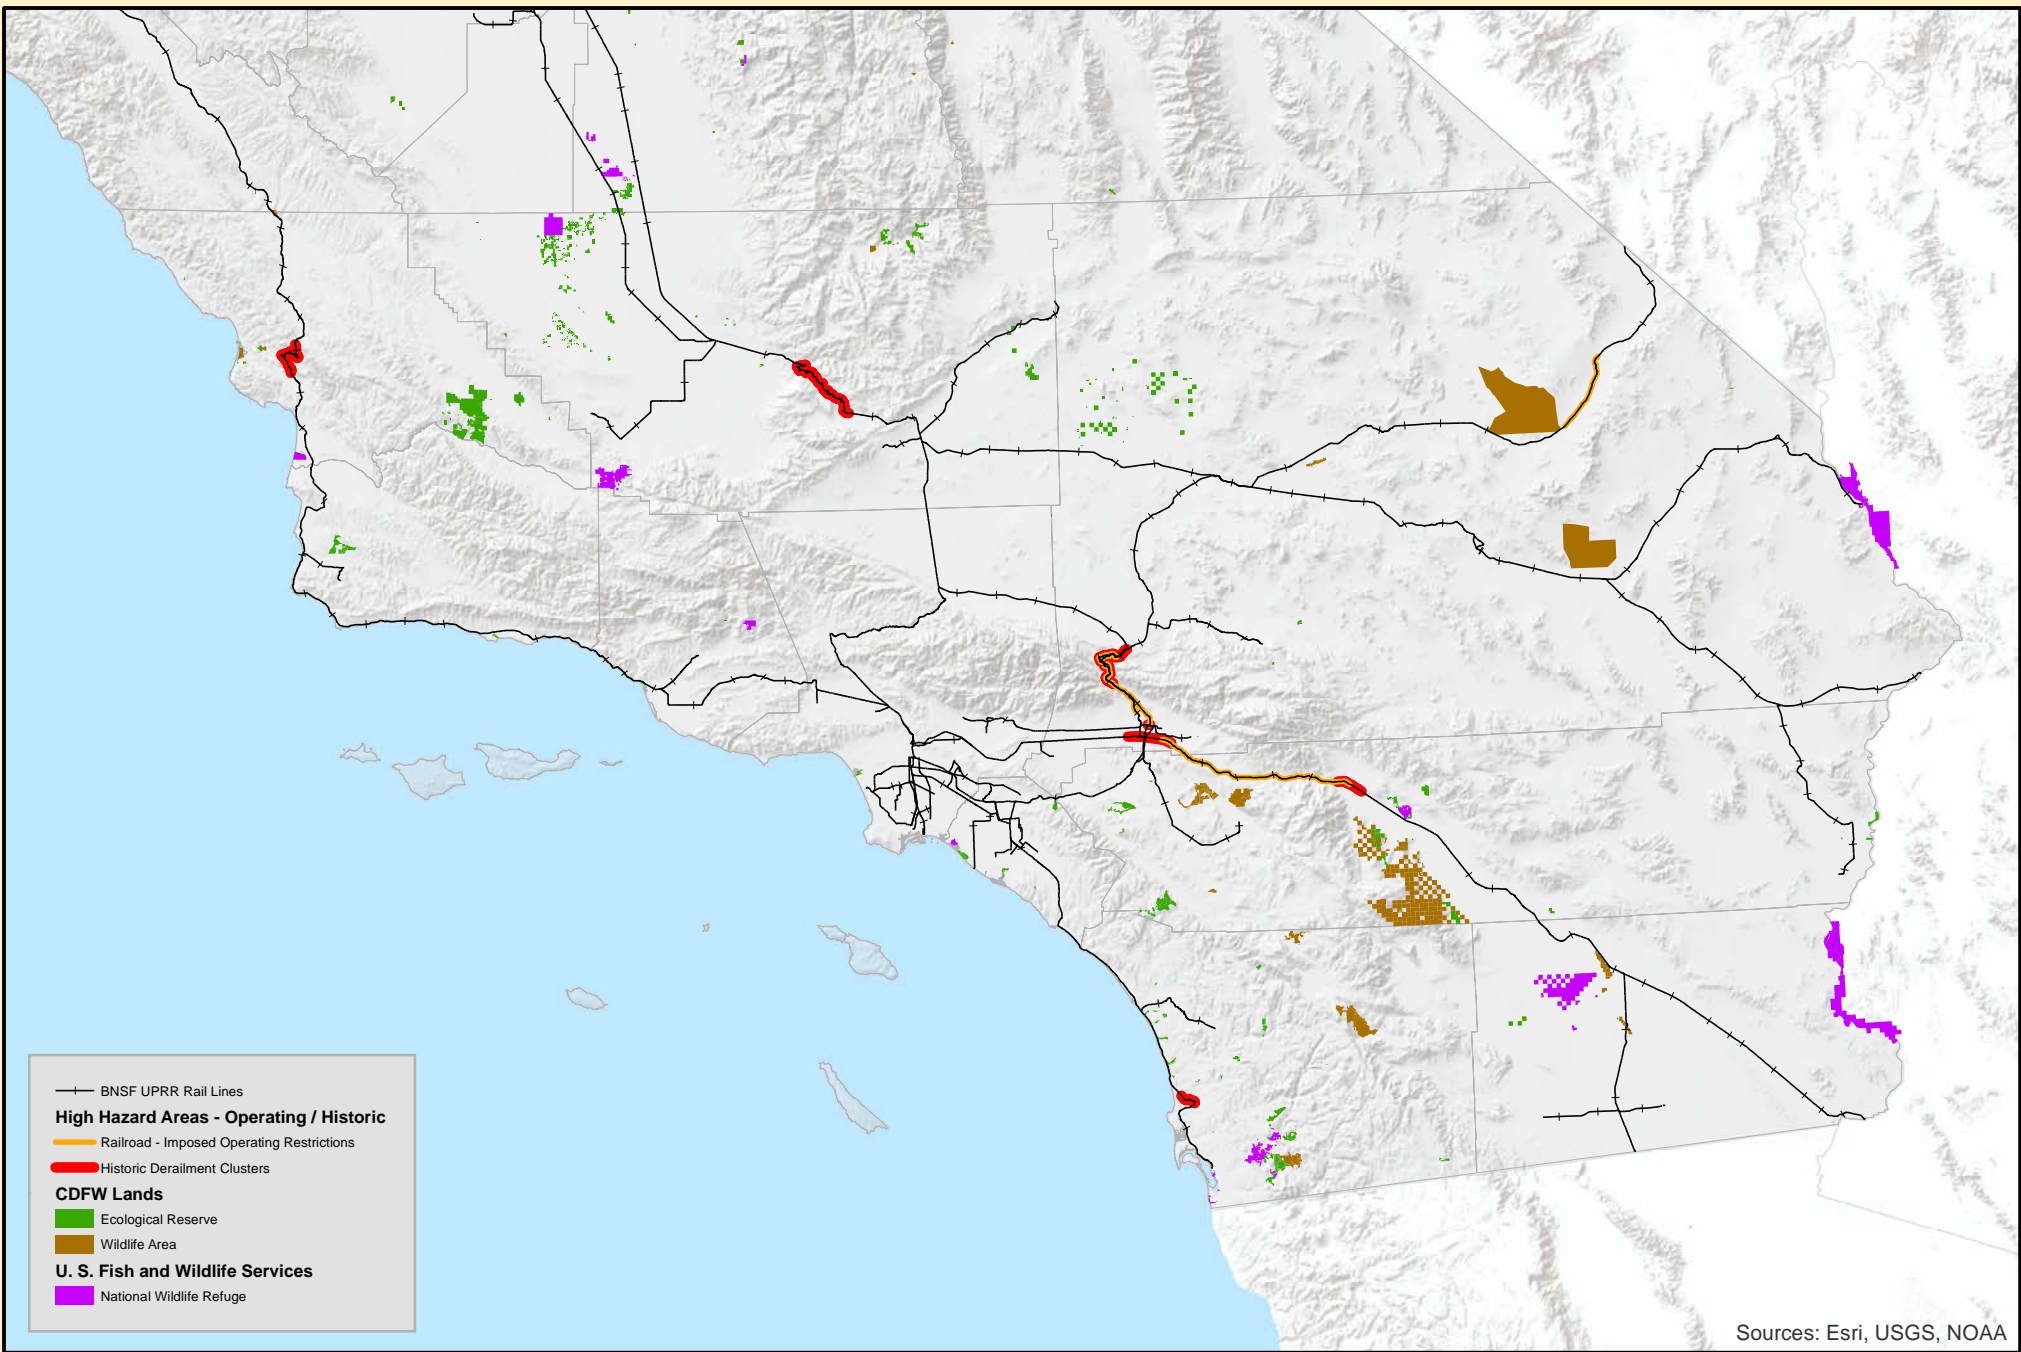 BNSF UPRR Rail Lines
High Hazard Areas - Operating / Historic
Railroad - Imposed Operating Restrictions
Historic Derailment Clusters
CDFW Lands
Ecological Reserve
Wildlife Area
U. S. Fish and Wildlife Services
National Wildlife Refuge
Sources: Esri, USGS, NOAA